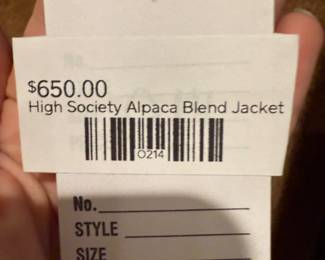 $650.00
High Society Alpaca Blend Jacket
0214
No.
STYLE
SIZE